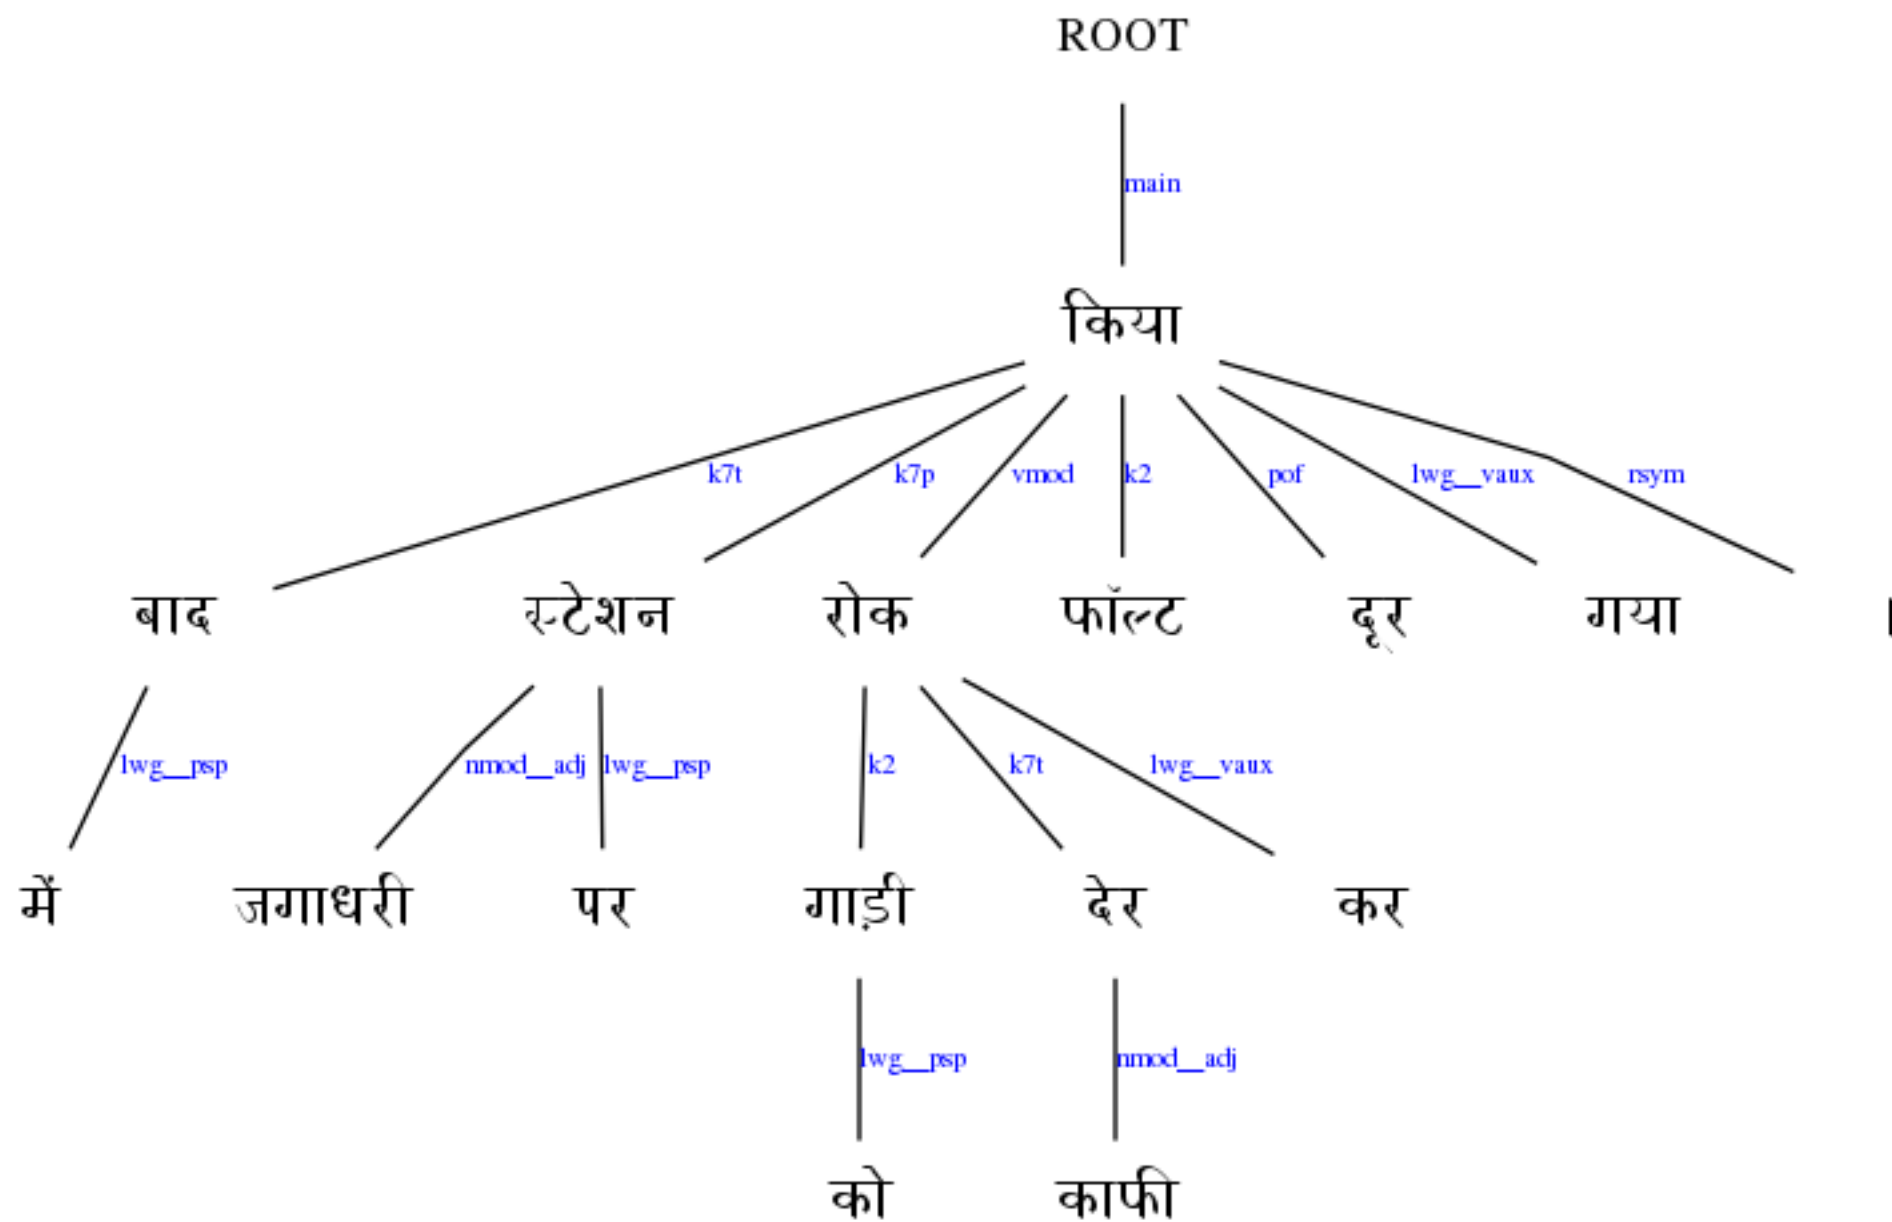 ROOT
main
किया
k7t k7p vmod k2 pof lwg__vaux rsym
बाद स्टेशन रोक फॉल्ट दूर गया ।
lwg__psp nmod__adj lwg__psp k2 k7t lwg__vaux
में जगाधरी पर गाड़ी देर कर
lwg__psp nmod__adj
को काफी